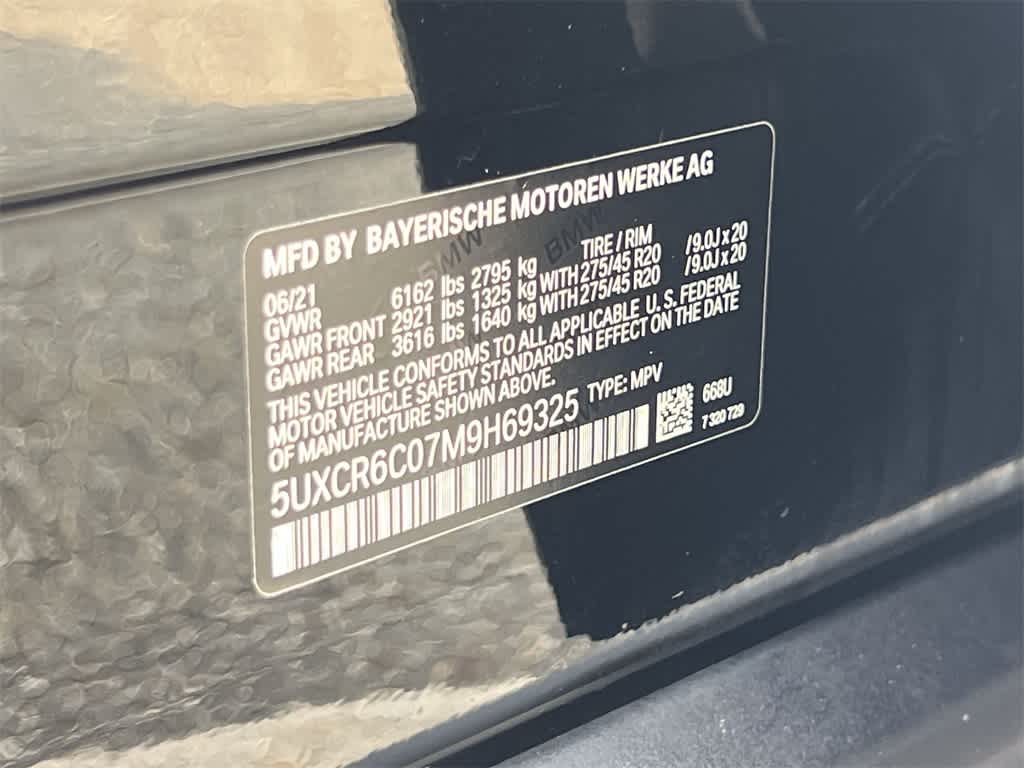 MFD BY BAYERISCHE MOTOREN WERKE AG
06/21 TIRE / RIM
GVWR 6162 lbs 2795 kg
GAWR FRONT 2921 lbs 1325 kg WITH 275/45 R20 /9.0J x 20
GAWR REAR 3616 lbs 1640 kg WITH 275/45 R20 /9.0J x 20
THIS VEHICLE CONFORMS TO ALL APPLICABLE U. S. FEDERAL
MOTOR VEHICLE SAFETY STANDARDS IN EFFECT ON THE DATE
OF MANUFACTURE SHOWN ABOVE.
5UXCR6C07M9H69325 TYPE: MPV
668U
7 320 729
BMW
BMW